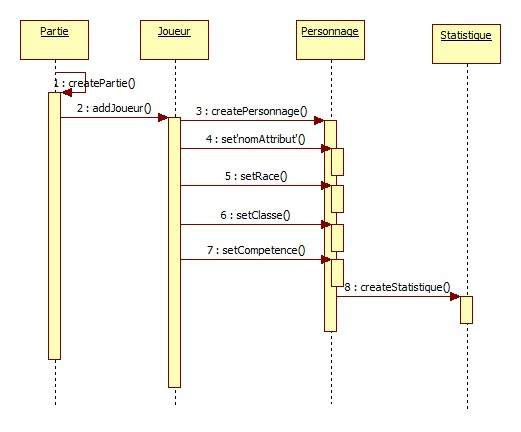 Partie
Joueur
Personnage
Statistique
1 : createPartie()
2 : addJoueur()
3 : createPersonnage()
4 : set'nomAttribut'()
5 : setRace()
6 : setClasse()
7 : setCompetence()
8 : createStatistique()